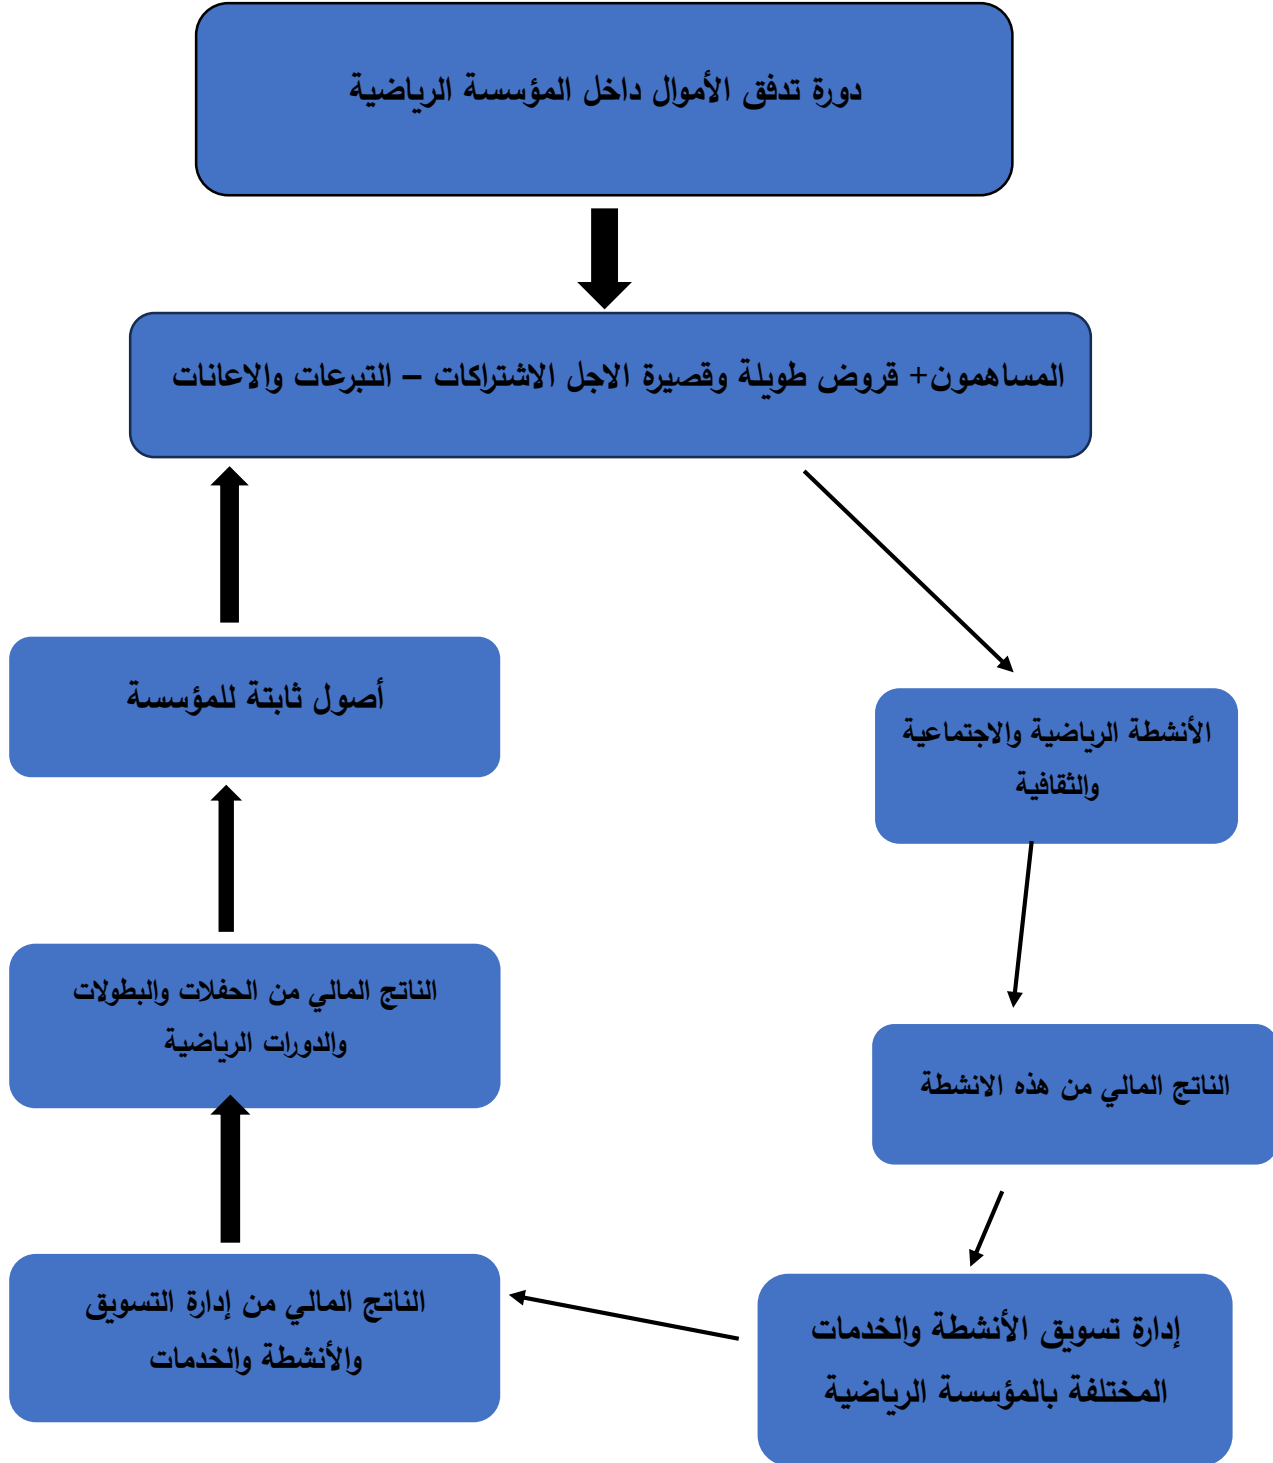 دورة تدفق الأموال داخل المؤسسة الرياضية
المساهمون+ قروض طويلة وقصيرة الاجل الاشتراكات – التبرعات والاعانات
الأنشطة الرياضية والاجتماعية
والثقافية
الناتج المالي من هذه الانشطة
إدارة تسويق الأنشطة والخدمات
المختلفة بالمؤسسة الرياضية
الناتج المالي من إدارة التسويق
والأنشطة والخدمات
الناتج المالي من الحفلات والبطولات
والدورات الرياضية
أصول ثابتة للمؤسسة